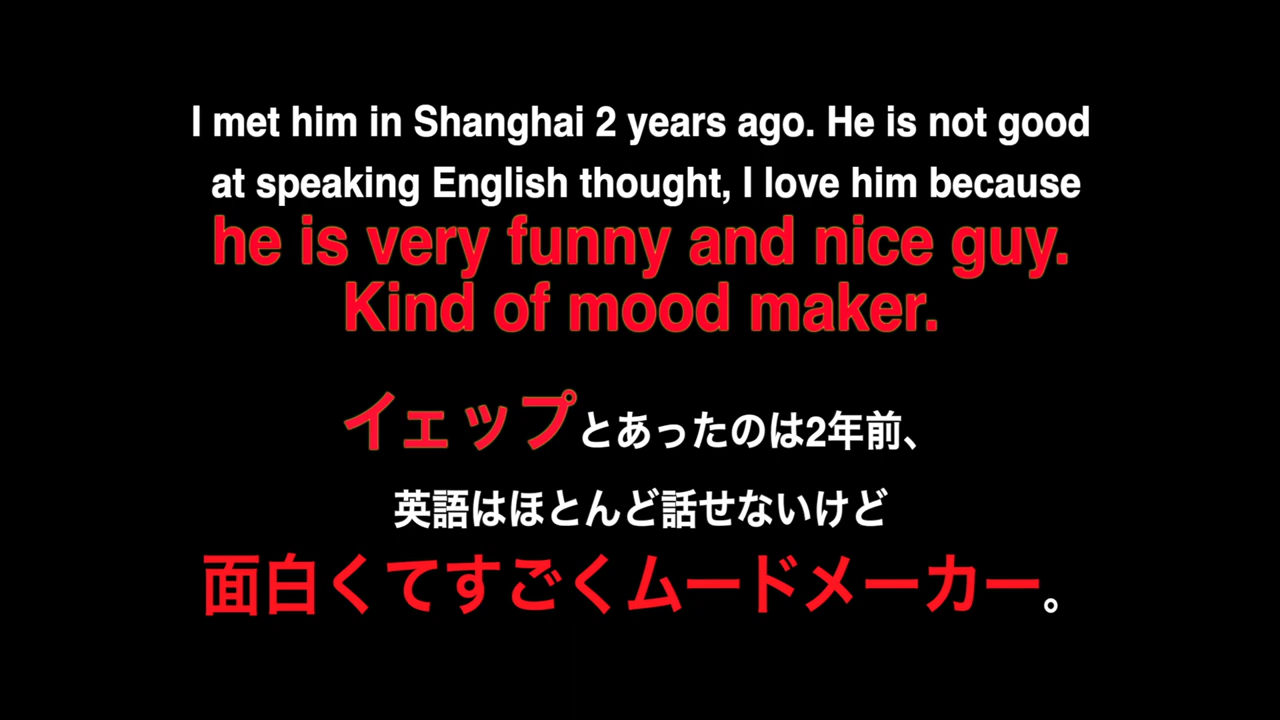 I met him in Shanghai 2 years ago. He is not good
at speaking English thought, I love him because
he is very funny and nice guy.
Kind of mood maker.
イェップとあったのは2年前、
英語はほとんど話せないけど
面白くてすごくムードメーカー。